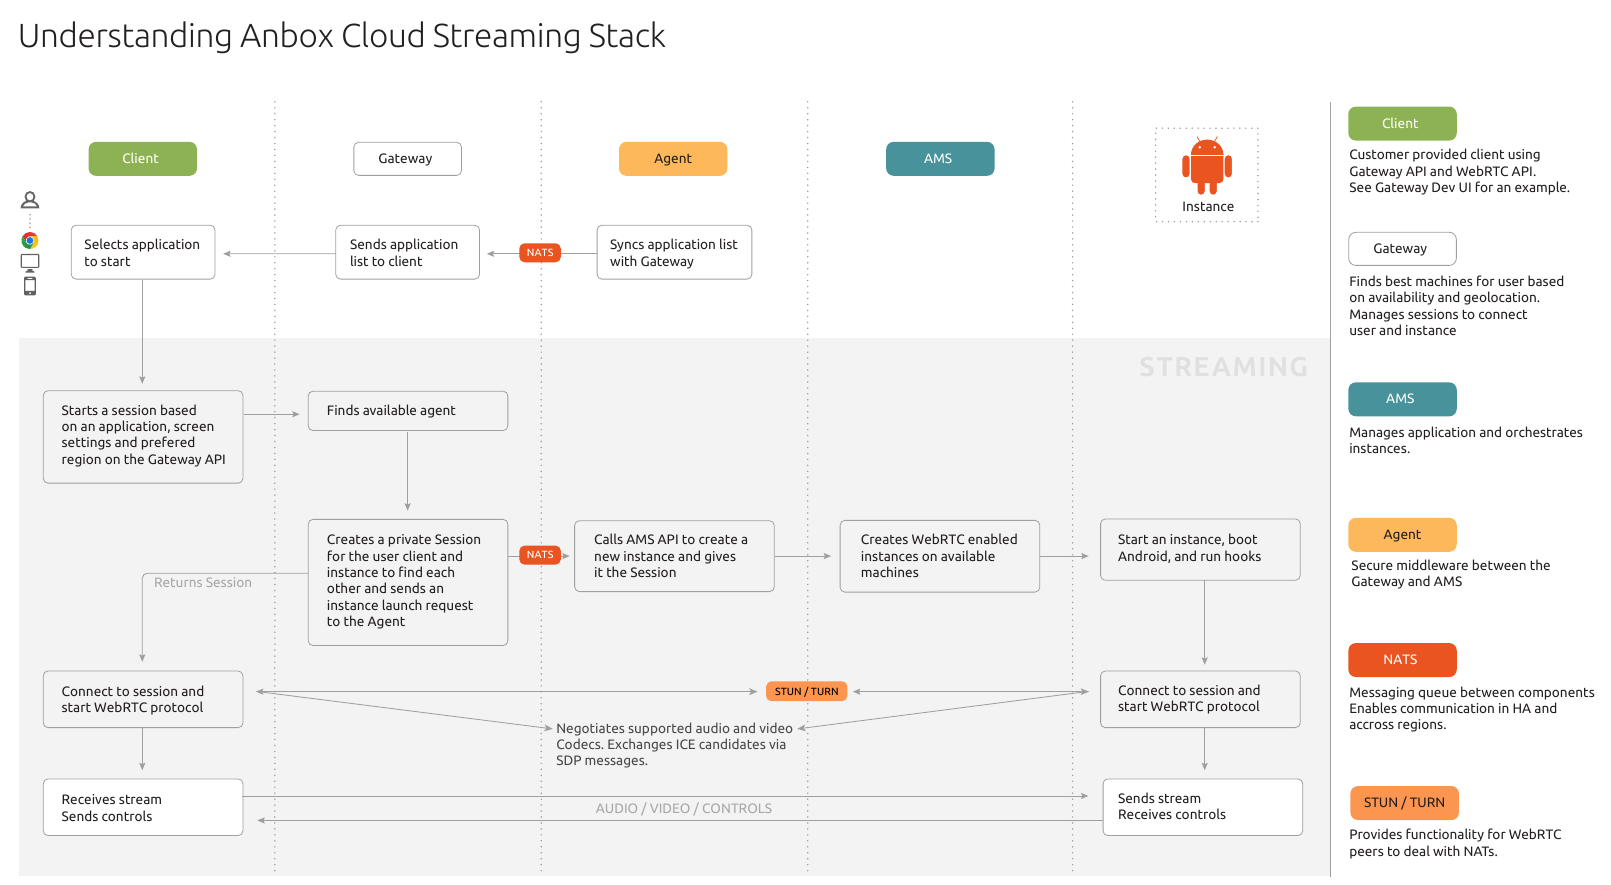 Understanding Anbox Cloud Streaming Stack
Client
Gateway
Agent
AMS
Instance
Selects application
to start
Sends application
list to client
NATS
Syncs application list
with Gateway
STREAMING
Starts a session based
on an application, screen
settings and prefered
region on the Gateway API
Finds available agent
Creates a private Session
for the user client and
instance to find each
other and sends an
instance launch request
to the Agent
NATS
Calls AMS API to create a
new instance and gives
it the Session
Creates WebRTC enabled
instances on available
machines
Start an instance, boot
Android, and run hooks
Returns Session
Connect to session and
start WebRTC protocol
STUN / TURN
Connect to session and
start WebRTC protocol
Negotiates supported audio and video
Codecs. Exchanges ICE candidates via
SDP messages.
Receives stream
Sends controls
AUDIO / VIDEO / CONTROLS
Sends stream
Receives controls
Client
Customer provided client using
Gateway API and WebRTC API.
See Gateway Dev UI for an example.
Gateway
Finds best machines for user based
on availability and geolocation.
Manages sessions to connect
user and instance
AMS
Manages application and orchestrates
instances.
Agent
Secure middleware between the
Gateway and AMS
NATS
Messaging queue between components
Enables communication in HA and
accross regions.
STUN / TURN
Provides functionality for WebRTC
peers to deal with NATs.